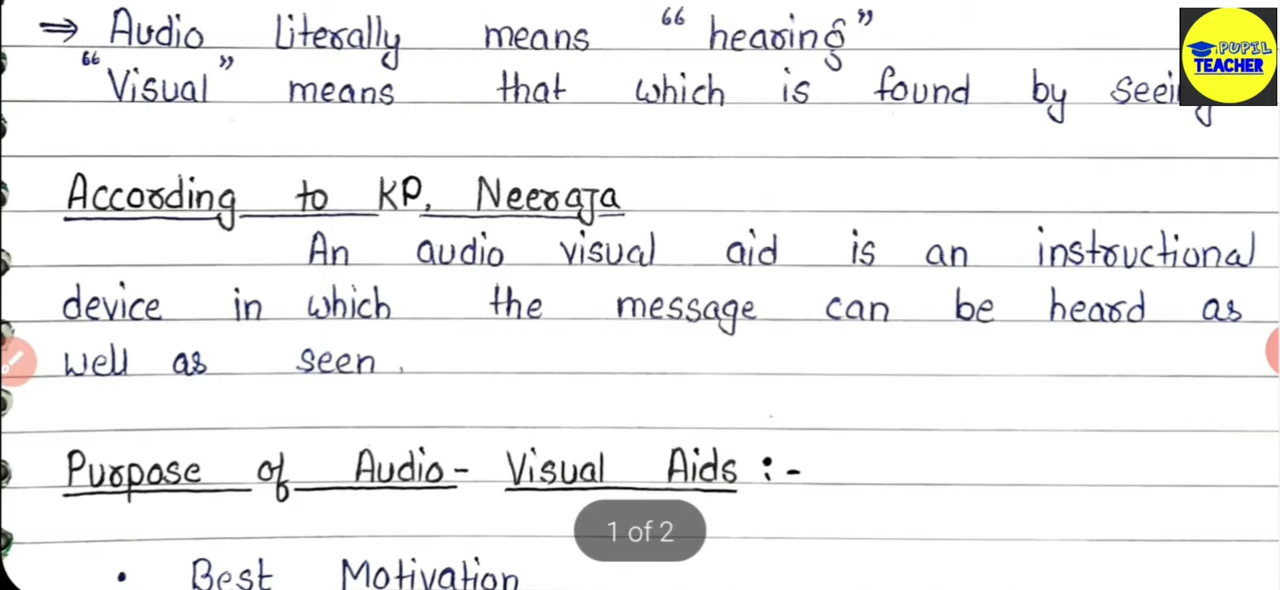 ⇒ Audio literally means "hearing"
PUPIL
TEACHER
"Visual" means that which is found by
According to KP. Neeraja
An audio visual aid is an instructional
device in which the message can be heard as
well as seen.
Purpose of Audio-Visual Aids :-
1 of 2
• Best Motivation